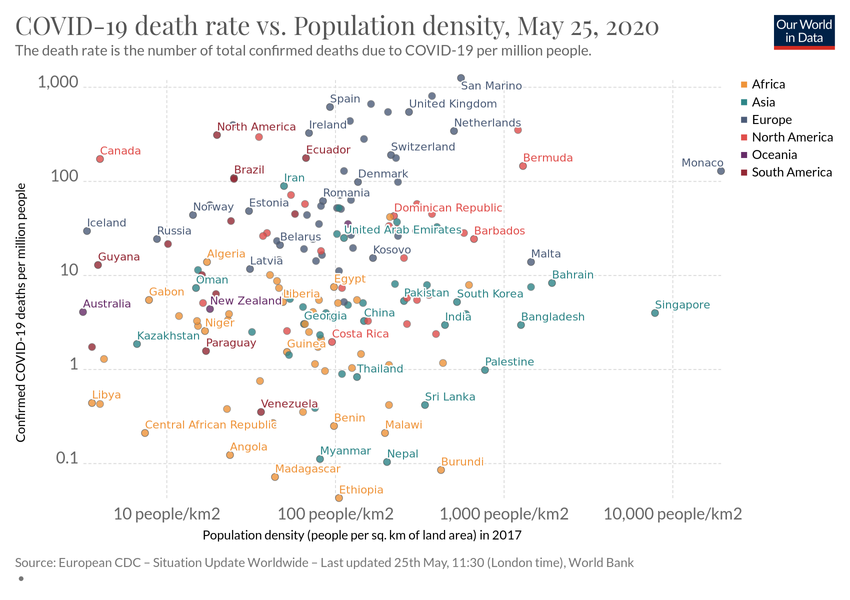 COVID-19 death rate vs. Population density, May 25, 2020
The death rate is the number of total confirmed deaths due to COVID-19 per million people.
Our World
in Data
1,000
100
10
1
0.1
Confirmed COVID-19 deaths per million people
San Marino
Spain
United Kingdom
North America
Ireland
Netherlands
Canada
Ecuador
Switzerland
Bermuda
Monaco
Brazil
Iran
Denmark
Romania
Norway
Estonia
Dominican Republic
Iceland
Russia
Belarus
United Arab Emirates
Barbados
Guyana
Algeria
Latvia
Kosovo
Malta
Oman
Egypt
Bahrain
Gabon
Liberia
Pakistan
South Korea
Australia
New Zealand
Singapore
Niger
Georgia
China
India
Bangladesh
Kazakhstan
Paraguay
Guinea
Costa Rica
Thailand
Palestine
Libya
Venezuela
Sri Lanka
Central African Republic
Benin
Malawi
Angola
Myanmar
Nepal
Madagascar
Burundi
Ethiopia
Africa
Asia
Europe
North America
Oceania
South America
10 people/km2
100 people/km2
1,000 people/km2
10,000 people/km2
Population density (people per sq. km of land area) in 2017
Source: European CDC – Situation Update Worldwide – Last updated 25th May, 11:30 (London time), World Bank